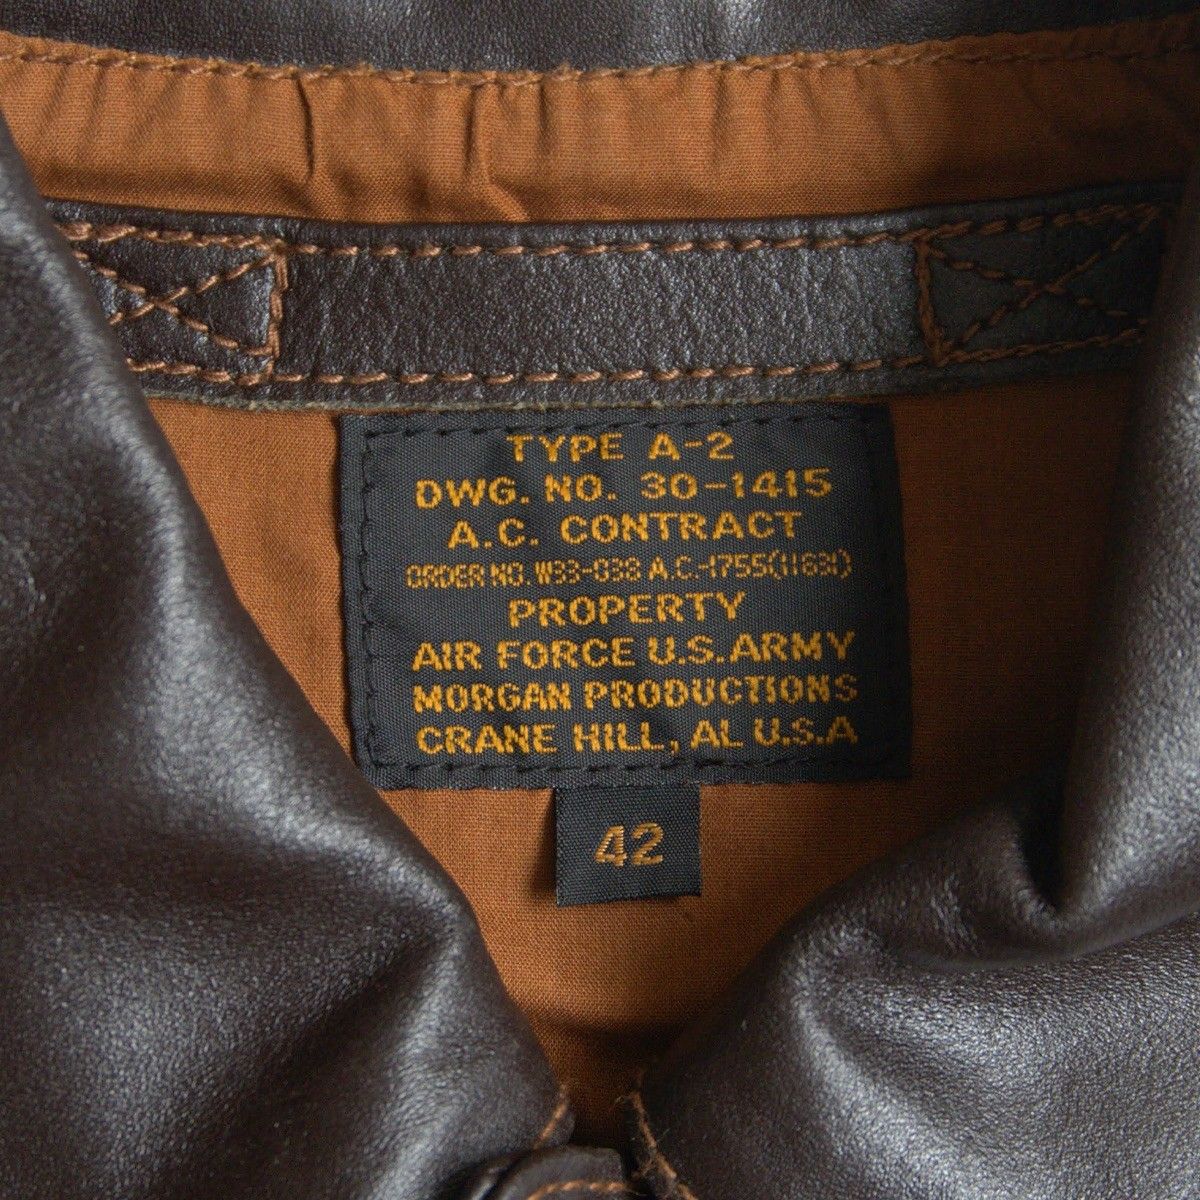 TYPE A-2
DWG. NO. 30-1415
A.C. CONTRACT
ORDER NO. W33-038 A.C.-1755(11631)
PROPERTY
AIR FORCE U.S.ARMY
MORGAN PRODUCTIONS
CRANE HILL, AL U.S.A
42